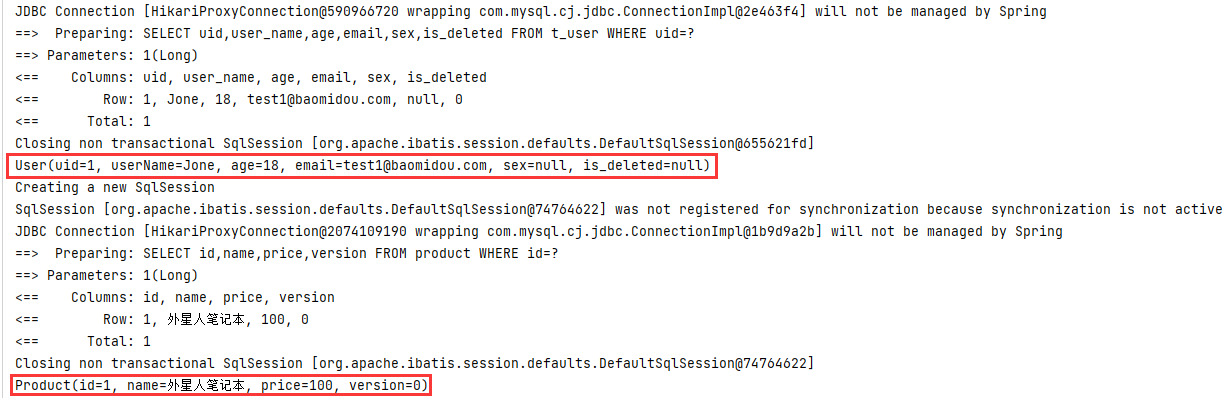 JDBC Connection [HikariProxyConnection@590966720 wrapping com.mysql.cj.jdbc.ConnectionImpl@2e463f4] will not be managed by Spring
==>  Preparing: SELECT uid,user_name,age,email,sex,is_deleted FROM t_user WHERE uid=?
==> Parameters: 1(Long)
<==    Columns: uid, user_name, age, email, sex, is_deleted
<==        Row: 1, Jone, 18, test1@baomidou.com, null, 0
<==      Total: 1
Closing non transactional SqlSession [org.apache.ibatis.session.defaults.DefaultSqlSession@655621fd]
User(uid=1, userName=Jone, age=18, email=test1@baomidou.com, sex=null, is_deleted=null)
Creating a new SqlSession
SqlSession [org.apache.ibatis.session.defaults.DefaultSqlSession@74764622] was not registered for synchronization because synchronization is not active
JDBC Connection [HikariProxyConnection@2074109190 wrapping com.mysql.cj.jdbc.ConnectionImpl@1b9d9a2b] will not be managed by Spring
==>  Preparing: SELECT id,name,price,version FROM product WHERE id=?
==> Parameters: 1(Long)
<==    Columns: id, name, price, version
<==        Row: 1, 外星人笔记本, 100, 0
<==      Total: 1
Closing non transactional SqlSession [org.apache.ibatis.session.defaults.DefaultSqlSession@74764622]
Product(id=1, name=外星人笔记本, price=100, version=0)